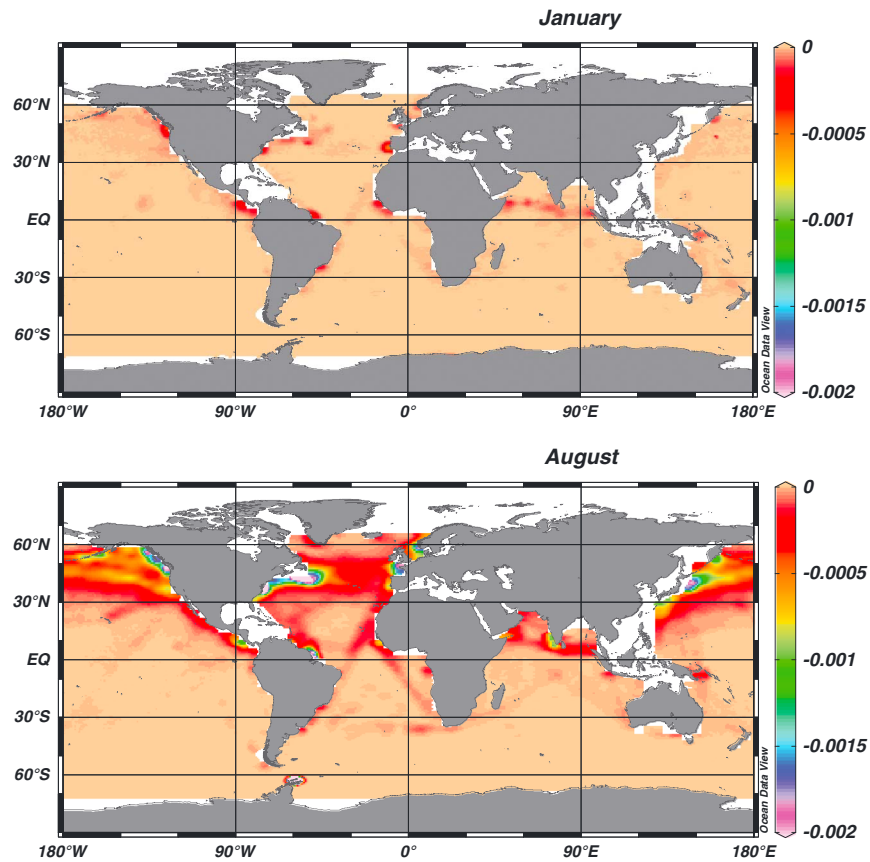 January
60°N
30°N
EQ
30°S
60°S
180°W
90°W
0°
90°E
180°E
Ocean Data View
0
-0.0005
-0.001
-0.0015
-0.002
August
60°N
30°N
EQ
30°S
60°S
180°W
90°W
0°
90°E
180°E
Ocean Data View
0
-0.0005
-0.001
-0.0015
-0.002